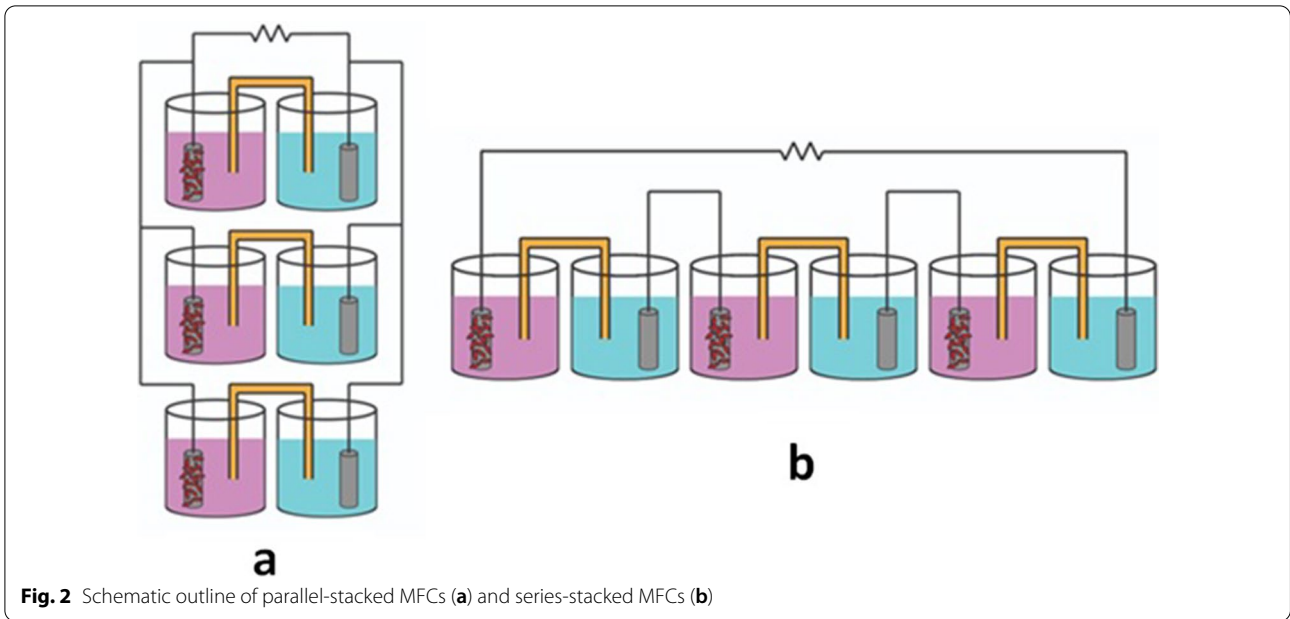 a
b
Fig. 2 Schematic outline of parallel-stacked MFCs (a) and series-stacked MFCs (b)